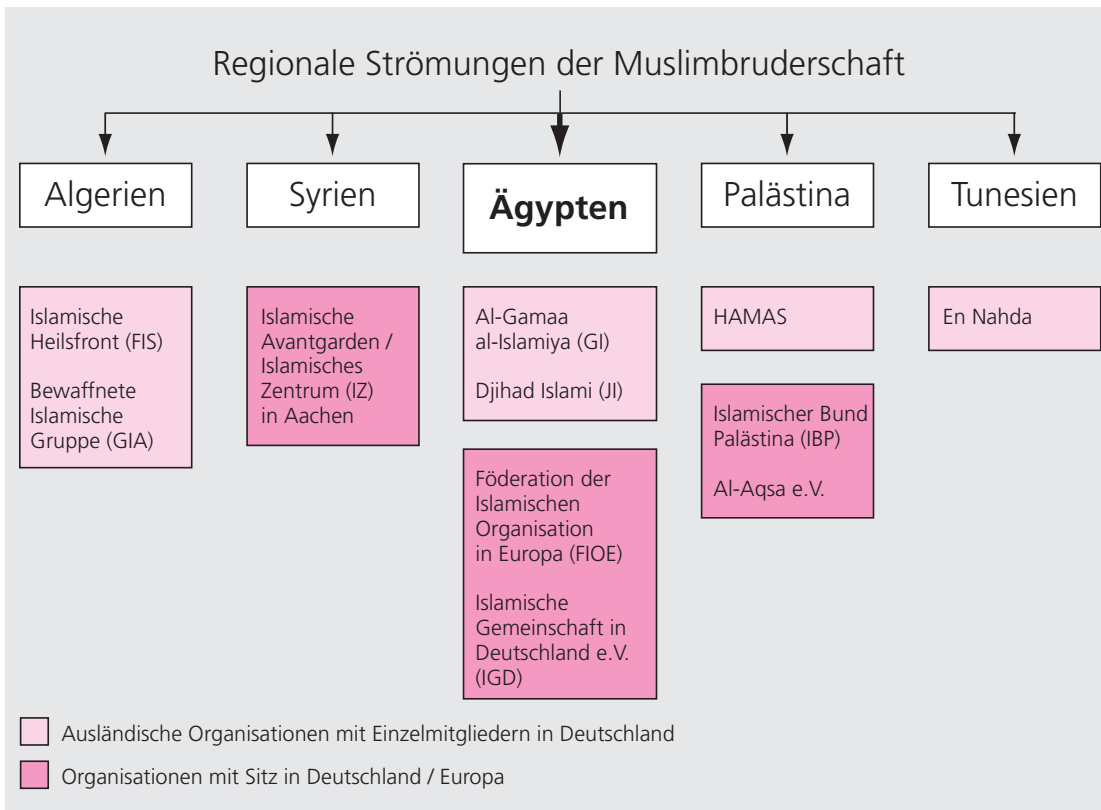 Regionale Strömungen der Muslimbruderschaft
Algerien
Syrien
Ägypten
Palästina
Tunesien
Islamische
Heilsfront (FIS)
Bewaffnete
Islamische
Gruppe (GIA)
Islamische
Avantgarden /
Islamisches
Zentrum (IZ)
in Aachen
Al-Gamaa
al-Islamiya (GI)
Djihad Islami (JI)
Föderation der
Islamischen
Organisation
in Europa (FIOE)
Islamische
Gemeinschaft in
Deutschland e.V.
(IGD)
HAMAS
Islamischer Bund
Palästina (IBP)
Al-Aqsa e.V.
En Nahda
Ausländische Organisationen mit Einzelmitgliedern in Deutschland
Organisationen mit Sitz in Deutschland / Europa